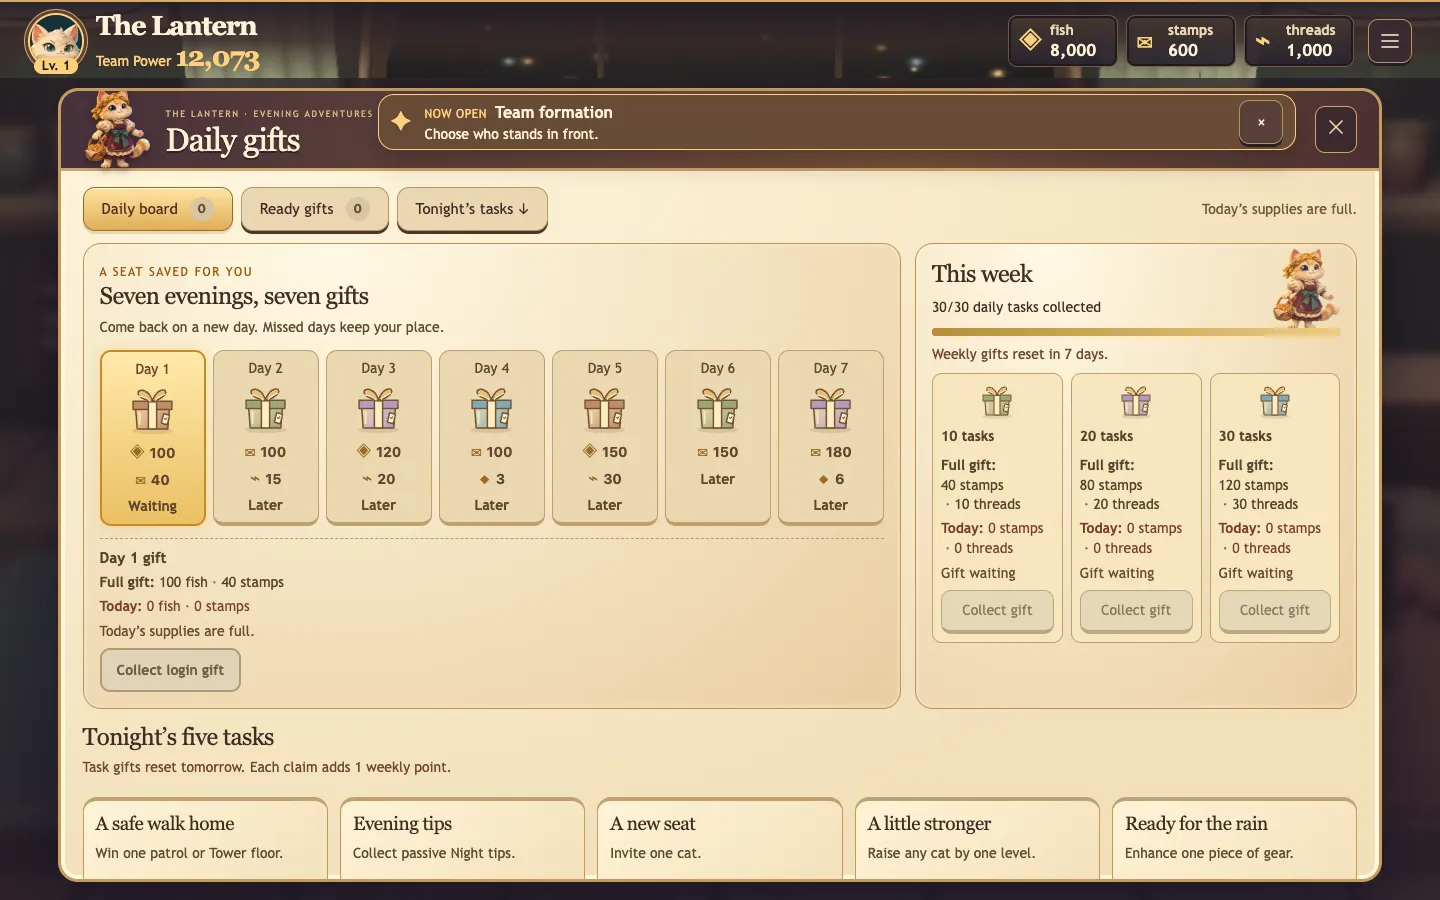 The Lantern
Lv. 1
Team Power 12,073
fish
8,000
stamps
600
threads
1,000
THE LANTERN · EVENING ADVENTURES
Daily gifts
NOW OPEN Team formation
Choose who stands in front.
×
Daily board 0
Ready gifts 0
Tonight’s tasks ↓
Today’s supplies are full.
A SEAT SAVED FOR YOU
Seven evenings, seven gifts
Come back on a new day. Missed days keep your place.
Day 1
100
40
Waiting
Day 2
100
15
Later
Day 3
120
20
Later
Day 4
100
3
Later
Day 5
150
30
Later
Day 6
150
Later
Day 7
180
6
Later
Day 1 gift
Full gift: 100 fish · 40 stamps
Today: 0 fish · 0 stamps
Today’s supplies are full.
Collect login gift
This week
30/30 daily tasks collected
Weekly gifts reset in 7 days.
10 tasks
Full gift:
40 stamps
· 10 threads
Today: 0 stamps
· 0 threads
Gift waiting
Collect gift
20 tasks
Full gift:
80 stamps
· 20 threads
Today: 0 stamps
· 0 threads
Gift waiting
Collect gift
30 tasks
Full gift:
120 stamps
· 30 threads
Today: 0 stamps
· 0 threads
Gift waiting
Collect gift
Tonight’s five tasks
Task gifts reset tomorrow. Each claim adds 1 weekly point.
A safe walk home
Win one patrol or Tower floor.
Evening tips
Collect passive Night tips.
A new seat
Invite one cat.
A little stronger
Raise any cat by one level.
Ready for the rain
Enhance one piece of gear.